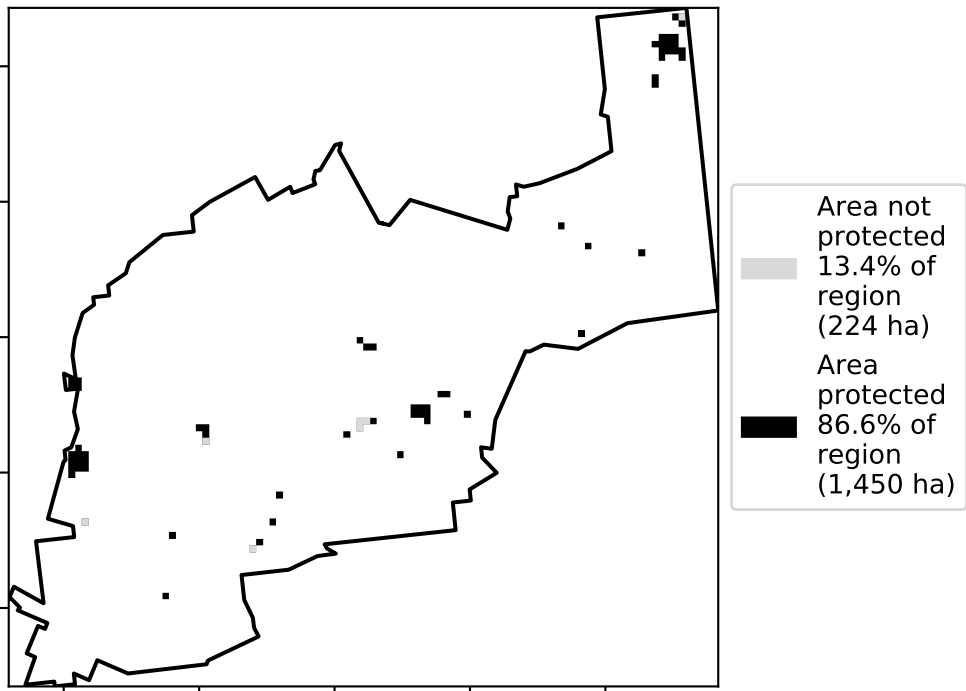 Area not
protected
13.4% of
region
(224 ha)
Area
protected
86.6% of
region
(1,450 ha)